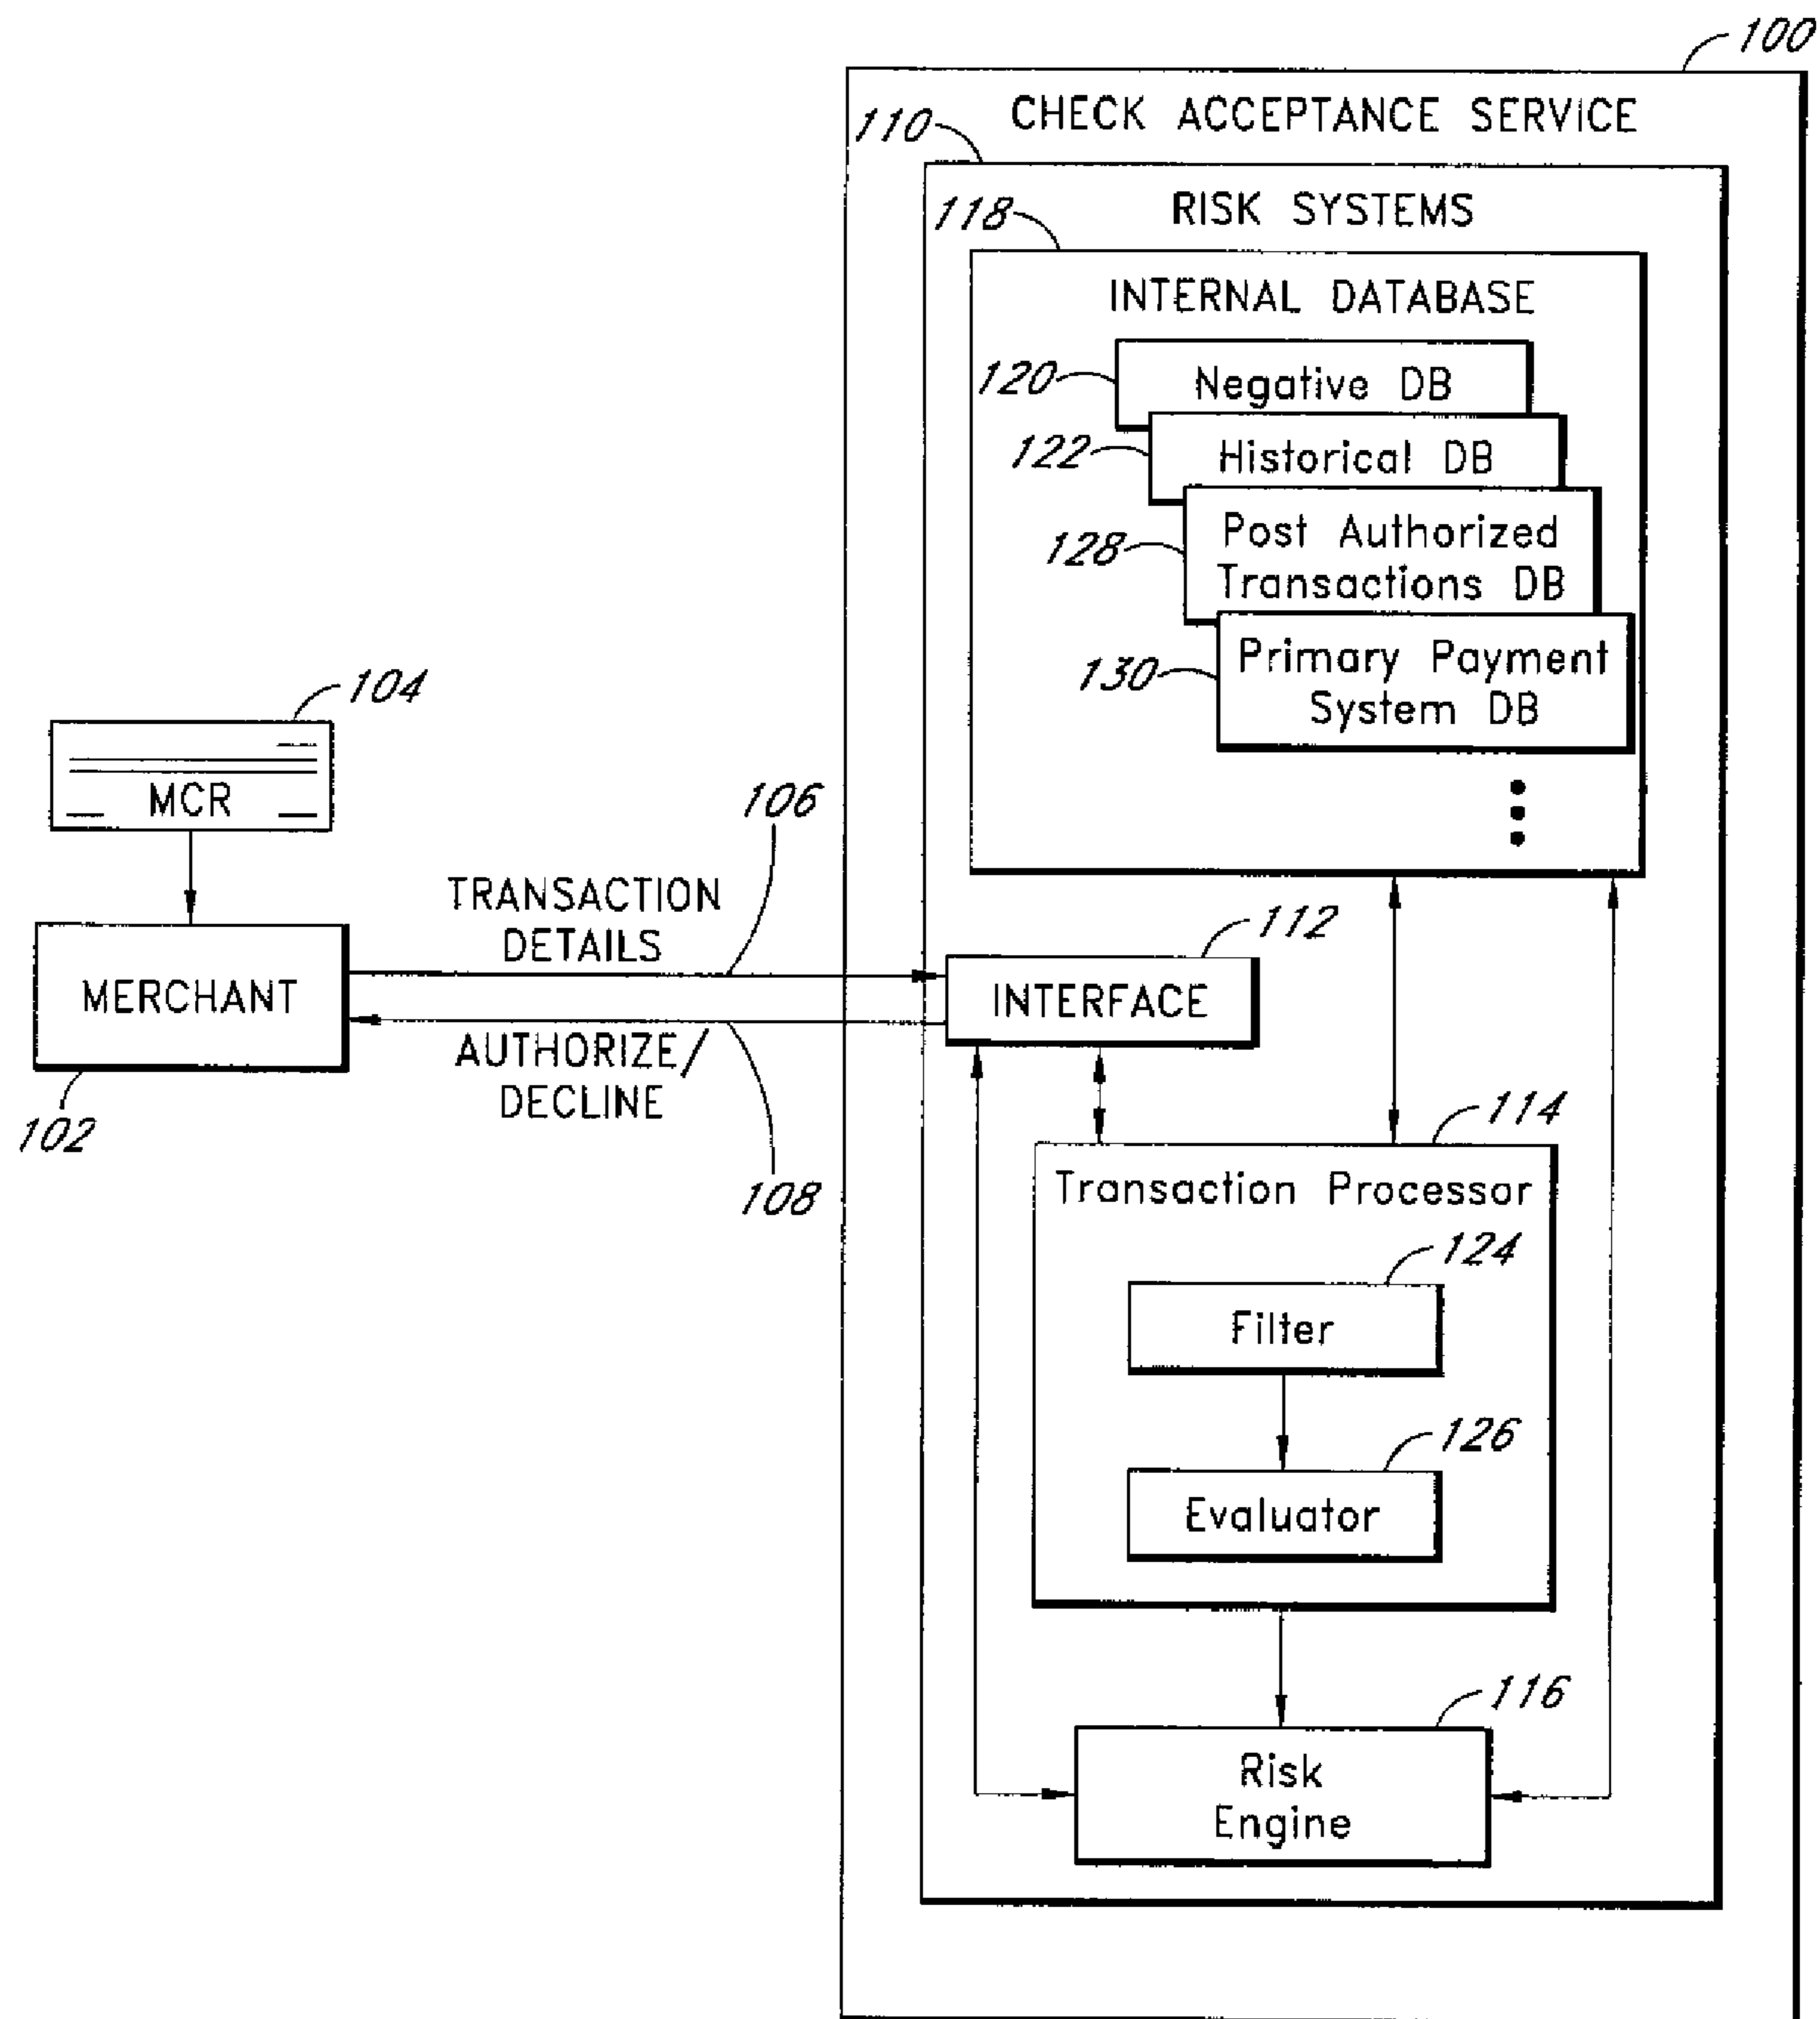 100
CHECK ACCEPTANCE SERVICE
110
RISK SYSTEMS
118
INTERNAL DATABASE
120
Negative DB
122
Historical DB
128
Post Authorized
Transactions DB
130
Primary Payment
System DB
104
MCR
106
TRANSACTION
DETAILS
112
MERCHANT
INTERFACE
AUTHORIZE/
DECLINE
102
108
114
Transaction Processor
124
Filter
126
Evaluator
116
Risk
Engine